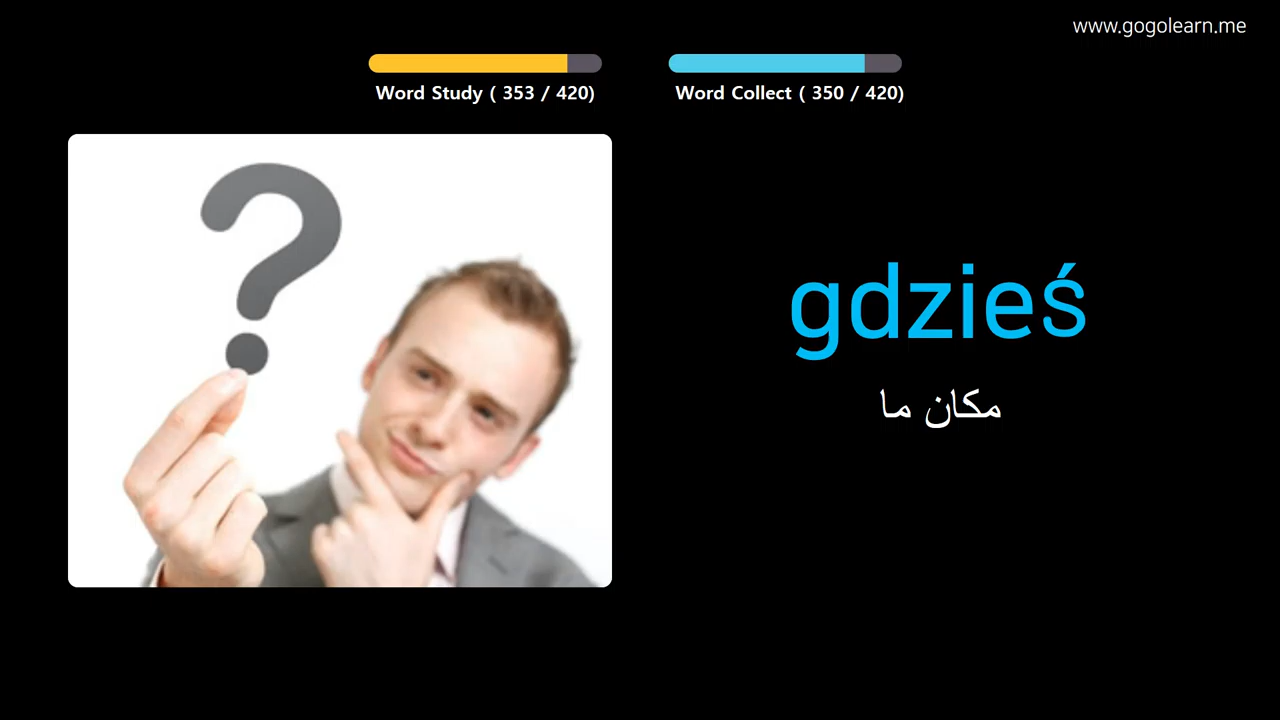 www.gogolearn.me
Word Study ( 353 / 420)
Word Collect ( 350 / 420)
gdzieś
مكان ما